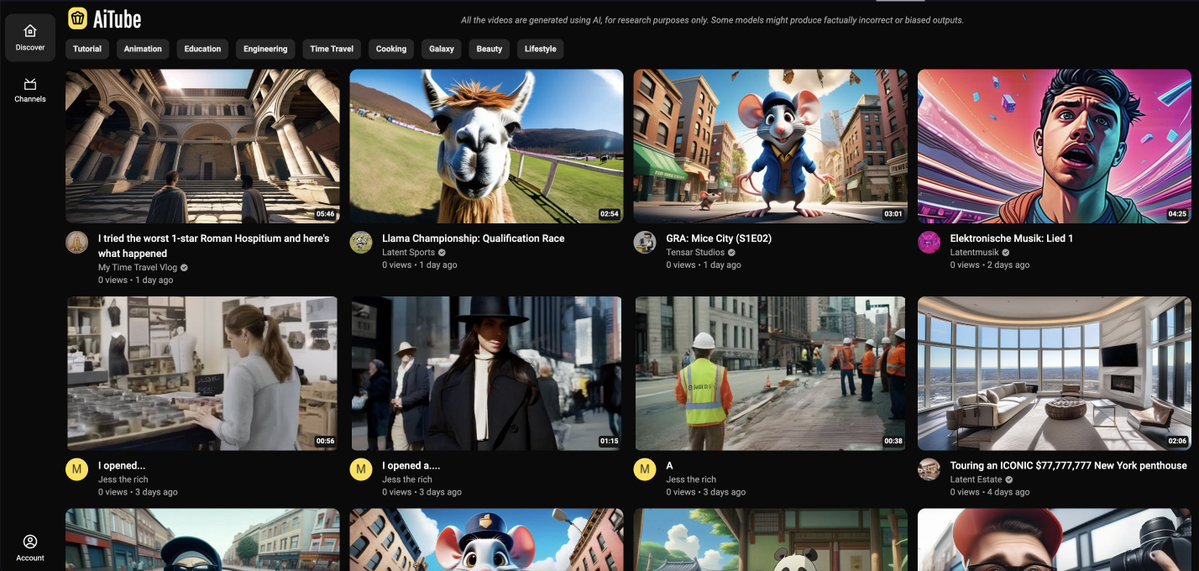 AiTube
All the videos are generated using AI, for research purposes only. Some models might produce factually incorrect or biased outputs.
Discover
Tutorial
Animation
Education
Engineering
Time Travel
Cooking
Galaxy
Beauty
Lifestyle
Channels
05:46
02:54
03:01
04:25
I tried the worst 1-star Roman Hospitium and here's
what happened
My Time Travel Vlog
0 views • 1 day ago
Llama Championship: Qualification Race
Latent Sports
0 views • 1 day ago
GRA: Mice City (S1E02)
Tensar Studios
0 views • 1 day ago
Elektronische Musik: Lied 1
Latentmusik
0 views • 2 days ago
00:56
01:15
00:38
02:06
M
I opened...
Jess the rich
0 views • 3 days ago
M
I opened a....
Jess the rich
0 views • 3 days ago
M
A
Jess the rich
0 views • 3 days ago
Touring an ICONIC $77,777,777 New York penthouse
Latent Estate
0 views • 4 days ago
Account